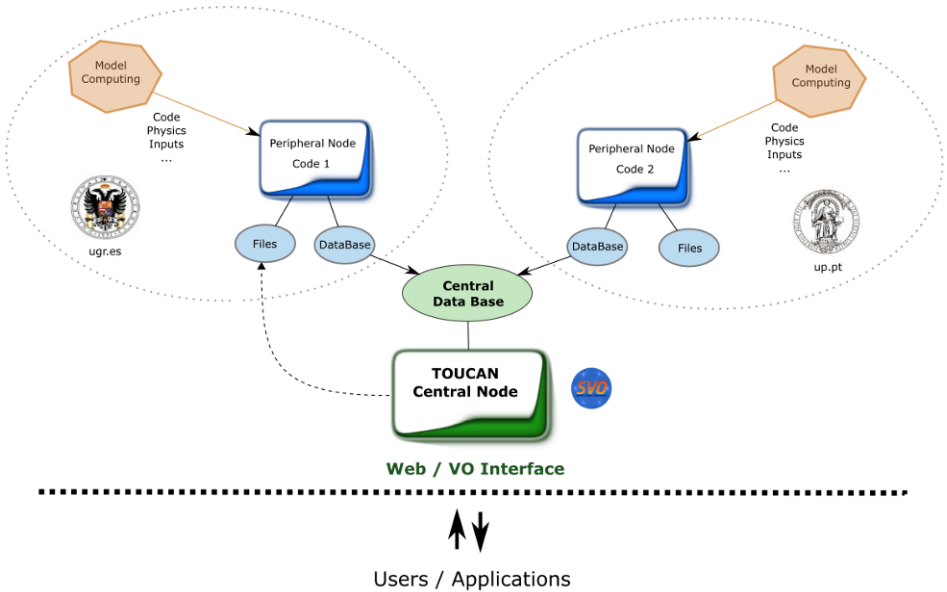 Model
Computing
Code
Physics
Inputs
...
Peripheral Node
Code 1
ugr.es
Files
DataBase
Model
Computing
Code
Physics
Inputs
...
Peripheral Node
Code 2
DataBase
Files
up.pt
Central
Data Base
TOUCAN
Central Node
SVO
Web / VO Interface
Users / Applications